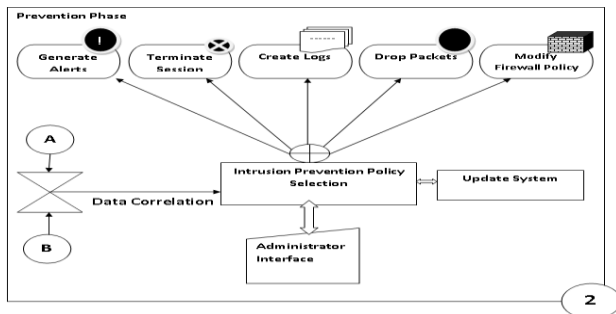 Prevention Phase
!
Generate
Alerts
Terminate
Session
Create Logs
Drop Packets
Modify
Firewall Policy
A
Intrusion Prevention Policy
Selection
Update System
Data Correlation
B
Administrator
Interface
2